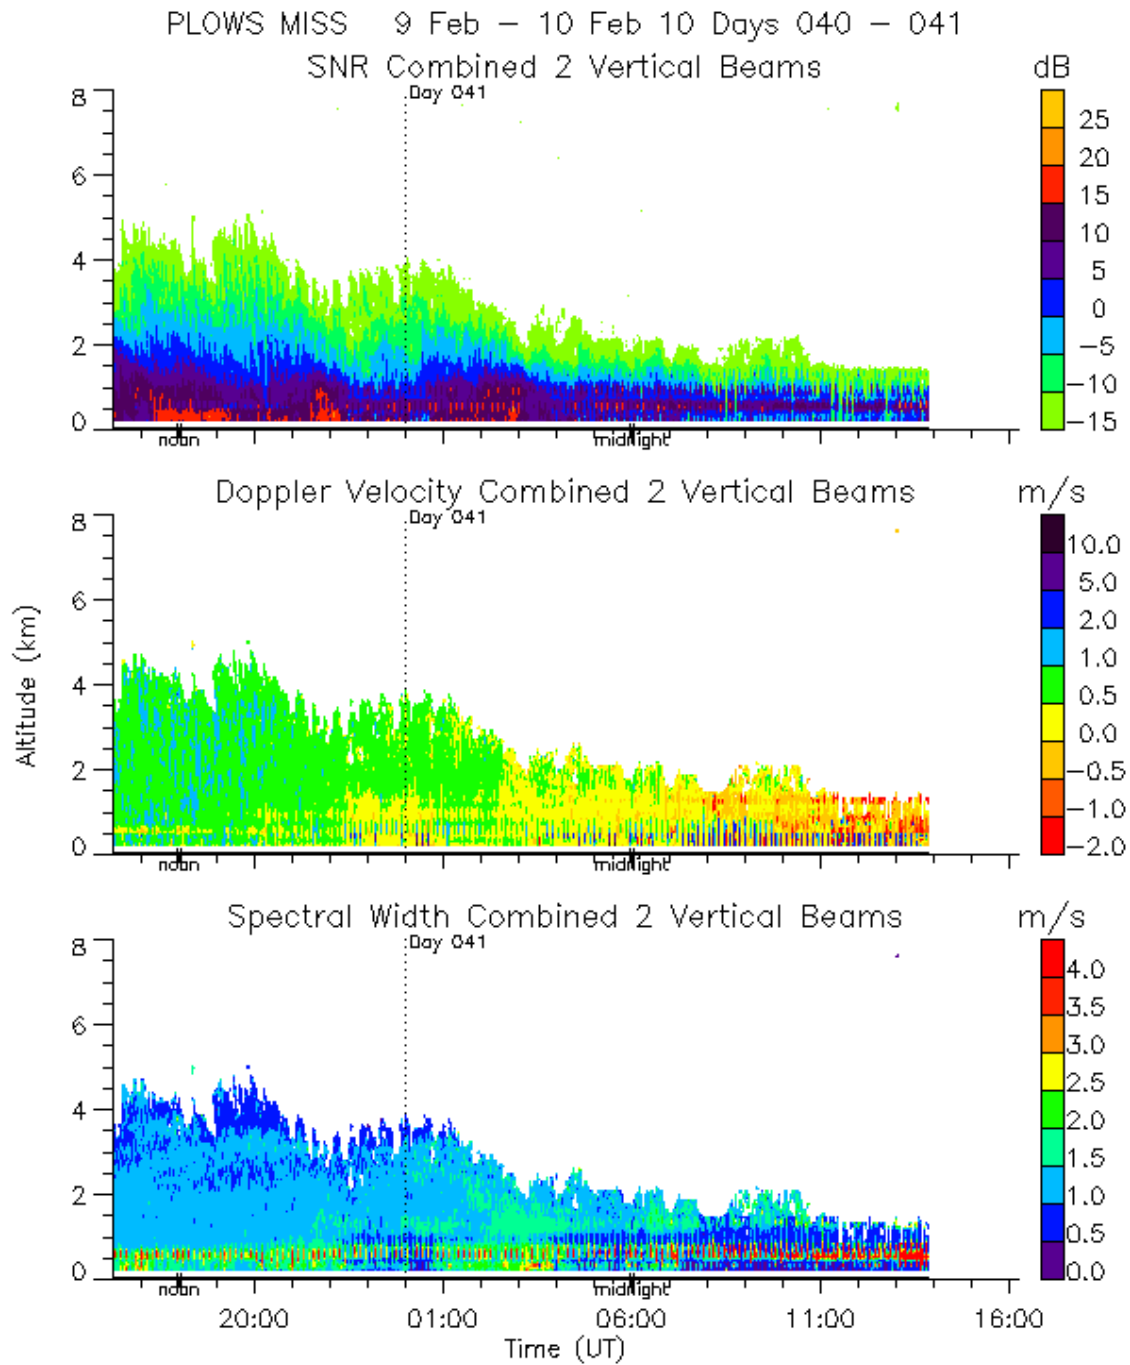 PLOWS MISS 9 Feb – 10 Feb 10 Days 040 – 041
SNR Combined 2 Vertical Beams
dB
Day 041
8
6
4
2
0
noon
midnight
25
20
15
10
5
0
−5
−10
−15
Doppler Velocity Combined 2 Vertical Beams
m/s
Day 041
8
6
4
2
0
Altitude (km)
noon
midnight
10.0
5.0
2.0
1.0
0.5
0.0
−0.5
−1.0
−2.0
Spectral Width Combined 2 Vertical Beams
m/s
Day 041
8
6
4
2
0
noon
midnight
4.0
3.5
3.0
2.5
2.0
1.5
1.0
0.5
0.0
20:00 01:00 06:00 11:00 16:00
Time (UT)